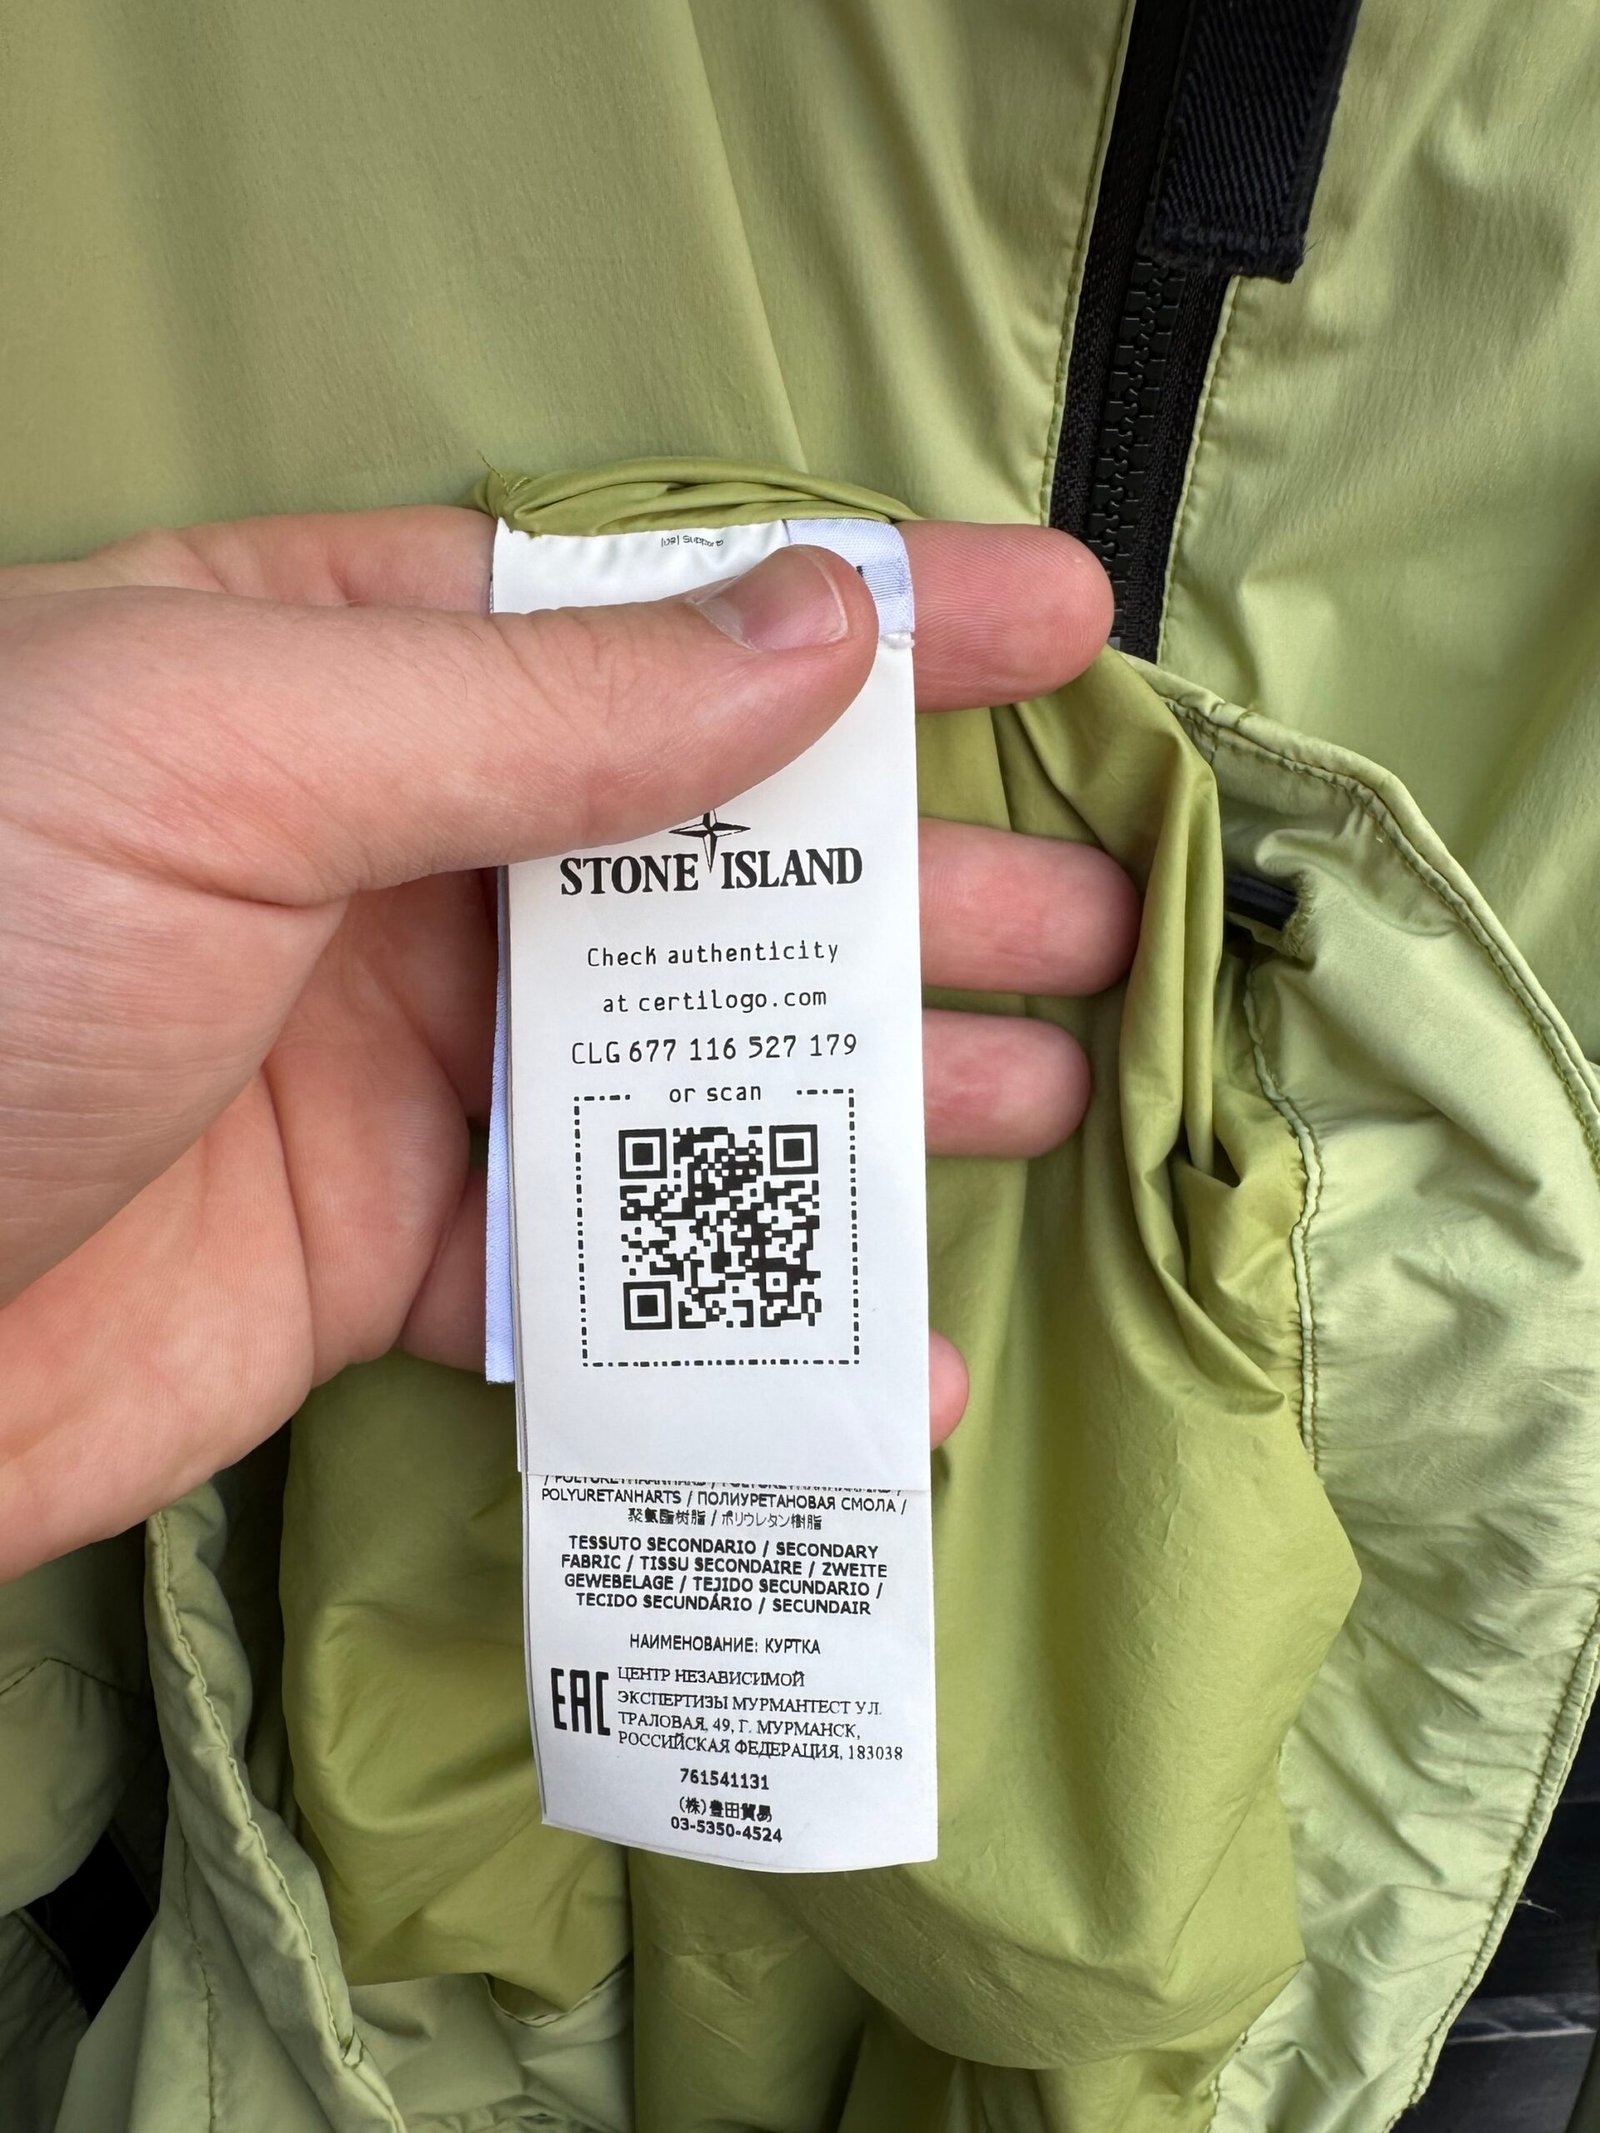 STONE ISLAND
Check authenticity
at certilogo.com
CLG 677 116 527 179
or scan
POLYURETANHARTS / ПОЛИУРЕТАНОВАЯ СМОЛА /
聚氨酯树脂 / ポリウレタン樹脂
TESSUTO SECONDARIO / SECONDARY
FABRIC / TISSU SECONDAIRE / ZWEITE
GEWEBELAGE / TEJIDO SECUNDARIO /
TECIDO SECUNDÁRIO / SECUNDAIR
НАИМЕНОВАНИЕ: КУРТКА
EAC
ЦЕНТР НЕЗАВИСИМОЙ
ЭКСПЕРТИЗЫ МУРМАНТЕСТ УЛ.
ТРАЛОВАЯ, 49, Г. МУРМАНСК,
РОССИЙСКАЯ ФЕДЕРАЦИЯ, 183038
761541131
(株)豊田貿易
03-5350-4524